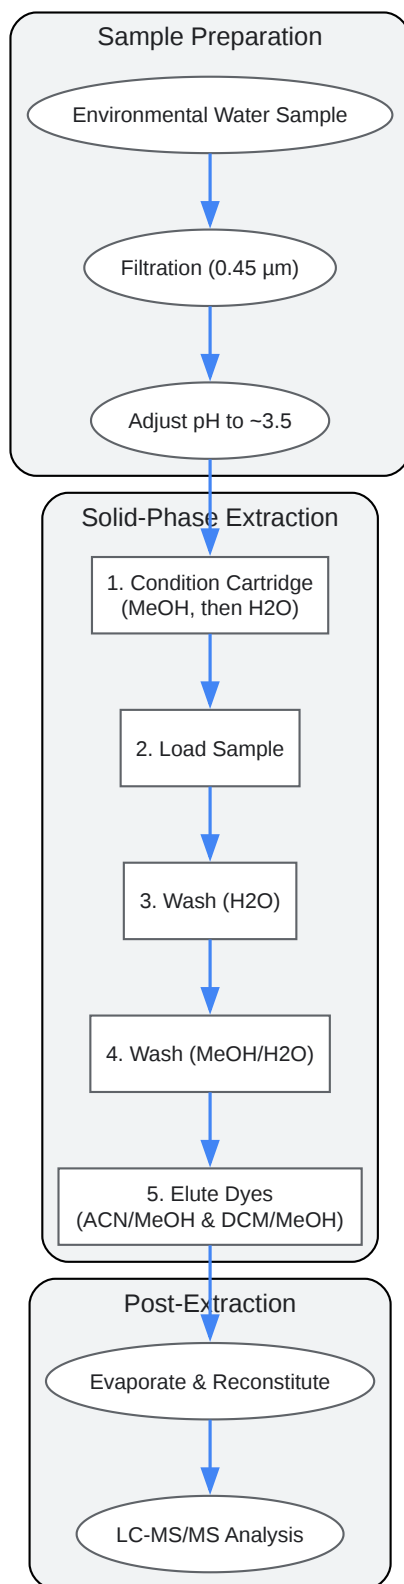 Sample Preparation
Environmental Water Sample
Filtration (0.45 µm)
Adjust pH to ~3.5
Solid-Phase Extraction
1. Condition Cartridge
(MeOH, then H2O)
2. Load Sample
3. Wash (H2O)
4. Wash (MeOH/H2O)
5. Elute Dyes
(ACN/MeOH & DCM/MeOH)
Post-Extraction
Evaporate & Reconstitute
LC-MS/MS Analysis